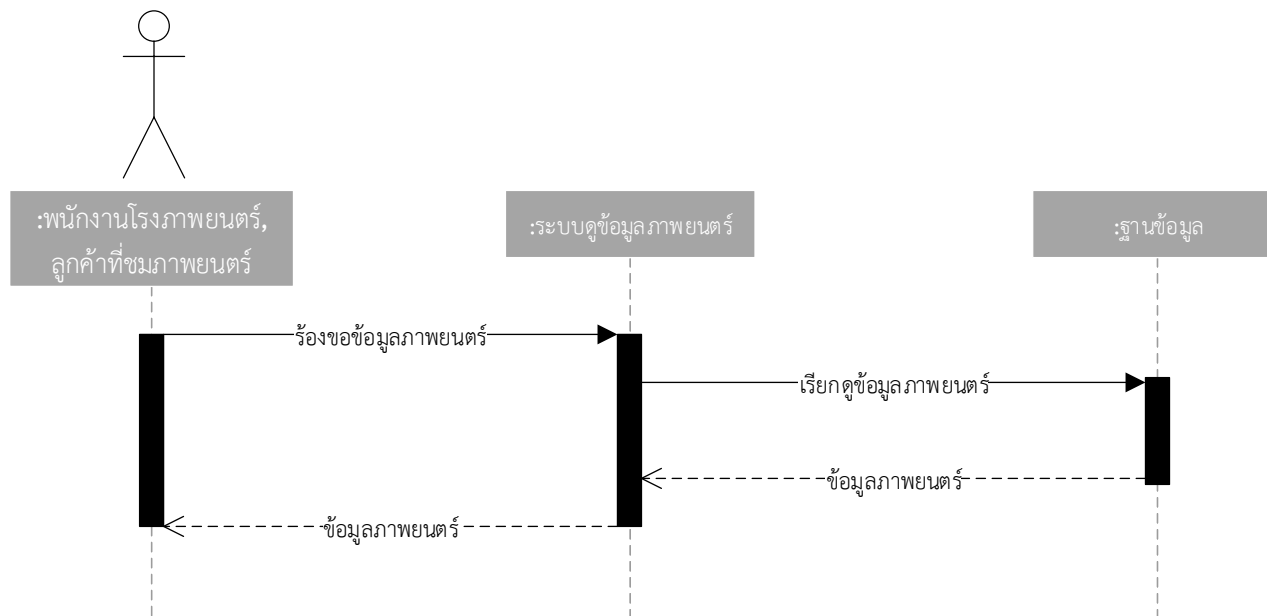 :พนักงานโรงภาพยนตร์,
ลูกค้าที่ชมภาพยนตร์
:ระบบดูข้อมูลภาพยนตร์
:ฐานข้อมูล
ร้องขอข้อมูลภาพยนตร์
เรียกดูข้อมูลภาพยนตร์
ข้อมูลภาพยนตร์
ข้อมูลภาพยนตร์